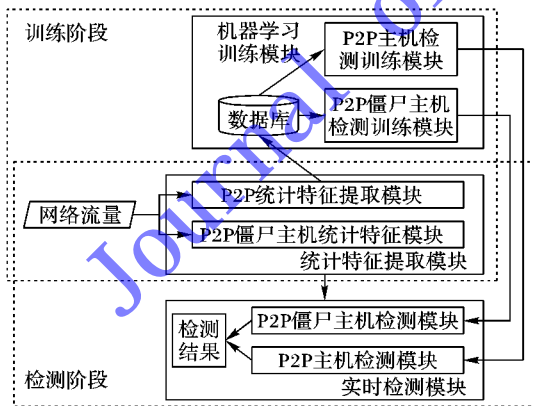 训练阶段
机器学习
训练模块
P2P主机检
测训练模块
数据库
P2P僵尸主机
检测训练模块
网络流量
P2P统计特征提取模块
P2P僵尸主机统计特征模块
统计特征提取模块
检测
结果
P2P僵尸主机检测模块
P2P主机检测模块
实时检测模块
检测阶段
Journal